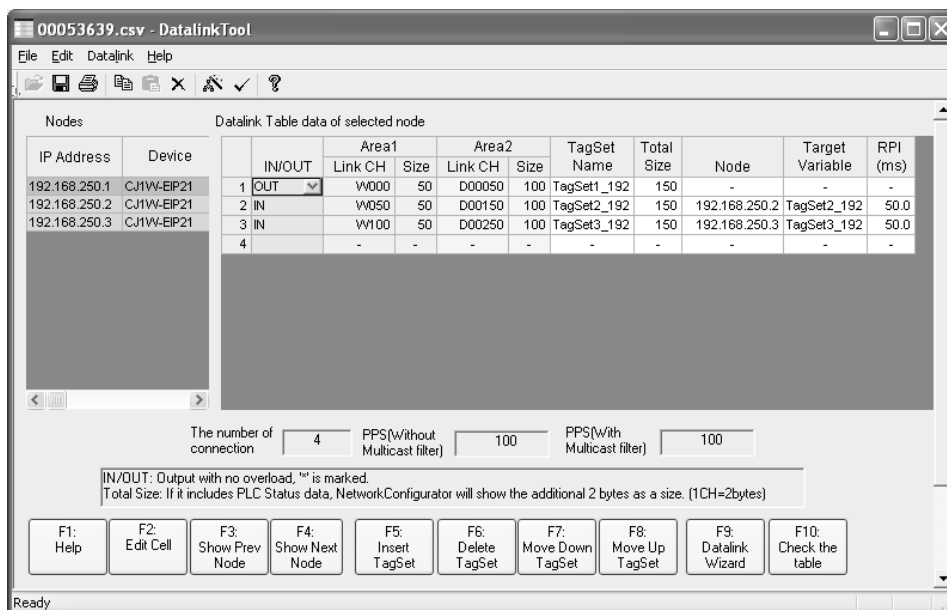 00053639.csv - DatalinkTool
File Edit Datalink Help
Nodes
IP Address Device
192.168.250.1 CJ1W-EIP21
192.168.250.2 CJ1W-EIP21
192.168.250.3 CJ1W-EIP21
Datalink Table data of selected node
Area1 Area2 TagSet Total Target RPI
IN/OUT Link CH Size Link CH Size Name Size Node Variable (ms)
1 OUT W000 50 D00050 100 TagSet1_192 150 - - -
2 IN W050 50 D00150 100 TagSet2_192 150 192.168.250.2 TagSet2_192 50.0
3 IN W100 50 D00250 100 TagSet3_192 150 192.168.250.3 TagSet3_192 50.0
4 - - - - - - - - -
The number of connection 4 PPS(Without Multicast filter) 100 PPS(With Multicast filter) 100
IN/OUT: Output with no overload, '*' is marked.
Total Size: If it includes PLC Status data, NetworkConfigurator will show the additional 2 bytes as a size. (1CH=2bytes)
F1: Help
F2: Edit Cell
F3: Show Prev Node
F4: Show Next Node
F5: Insert TagSet
F6: Delete TagSet
F7: Move Down TagSet
F8: Move Up TagSet
F9: Datalink Wizard
F10: Check the table
Ready